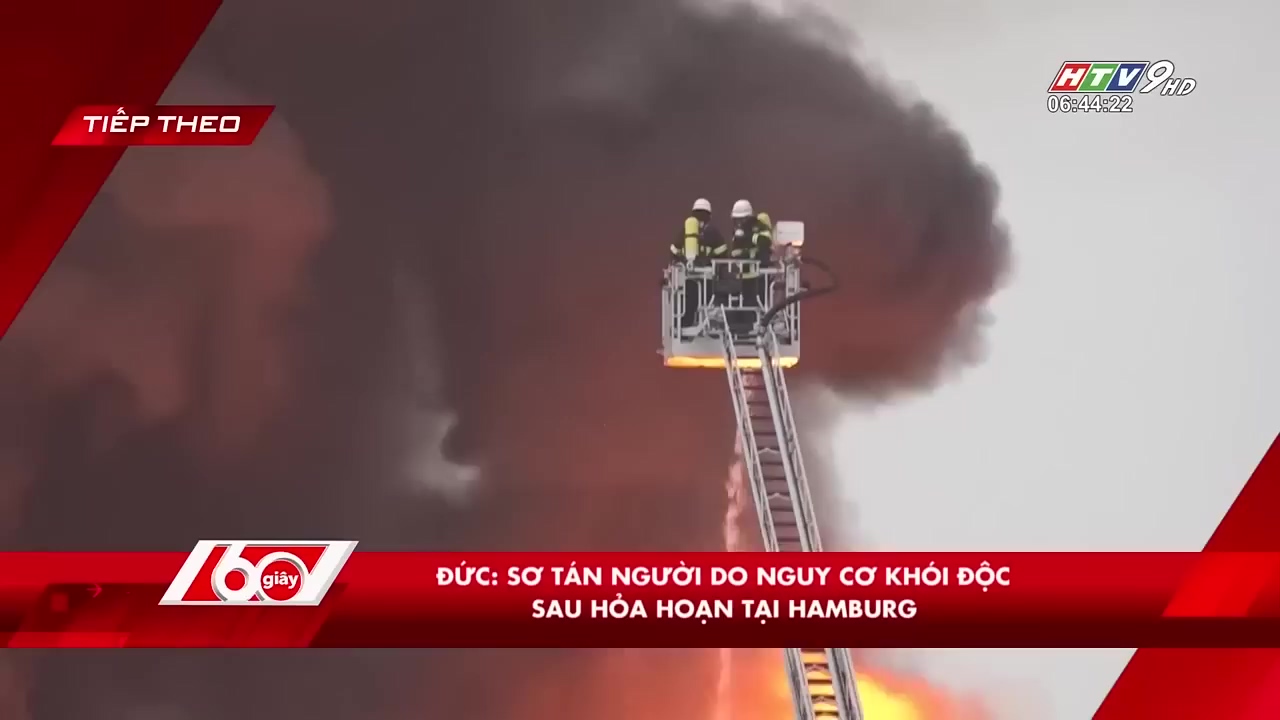 HTV9HD
06:44:22
TIẾP THEO
60 giây
ĐỨC: SƠ TÁN NGƯỜI DO NGUY CƠ KHÓI ĐỘC
SAU HỎA HOẠN TẠI HAMBURG